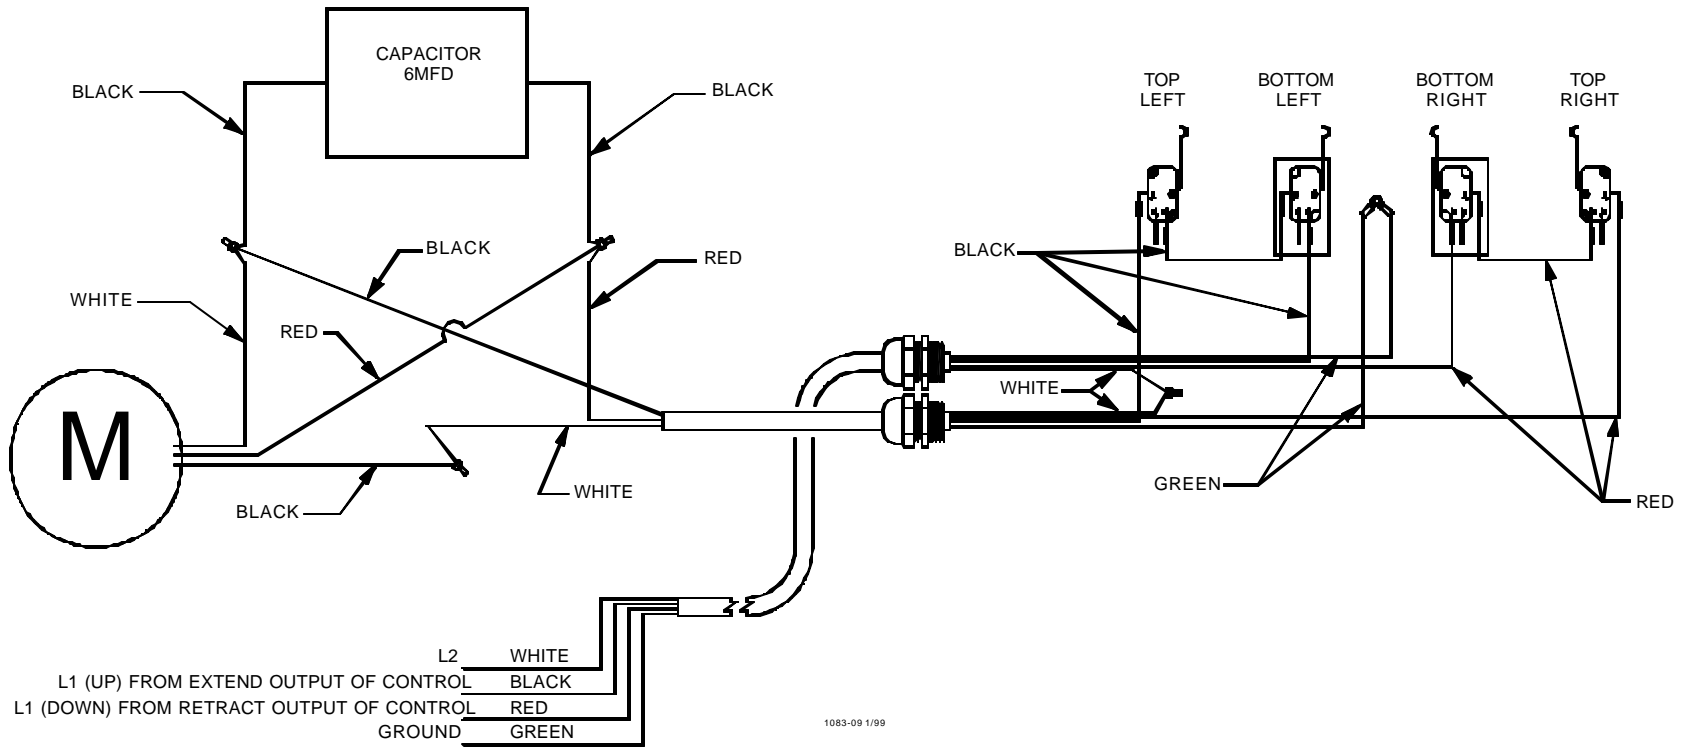 CAPACITOR
6MFD
BLACK
BLACK
TOP
LEFT
BOTTOM
LEFT
BOTTOM
RIGHT
TOP
RIGHT
BLACK
RED
BLACK
WHITE
RED
WHITE
M
GREEN
RED
WHITE
BLACK
L2 WHITE
L1 (UP) FROM EXTEND OUTPUT OF CONTROL BLACK
L1 (DOWN) FROM RETRACT OUTPUT OF CONTROL RED
GROUND GREEN
1083-09 1/99